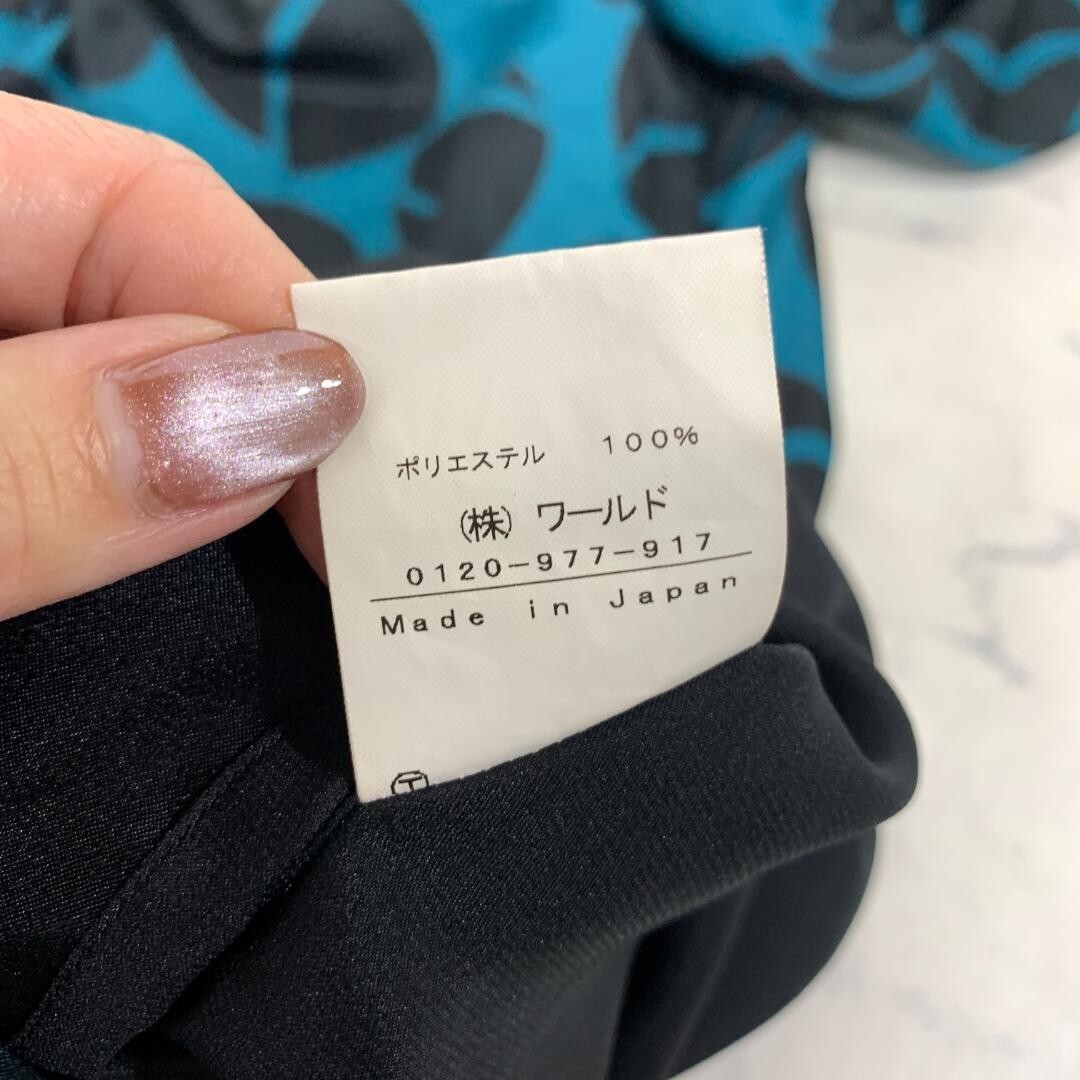 ポリエステル 100%
(株) ワールド
0120-977-917
Made in Japan
Ⓣ